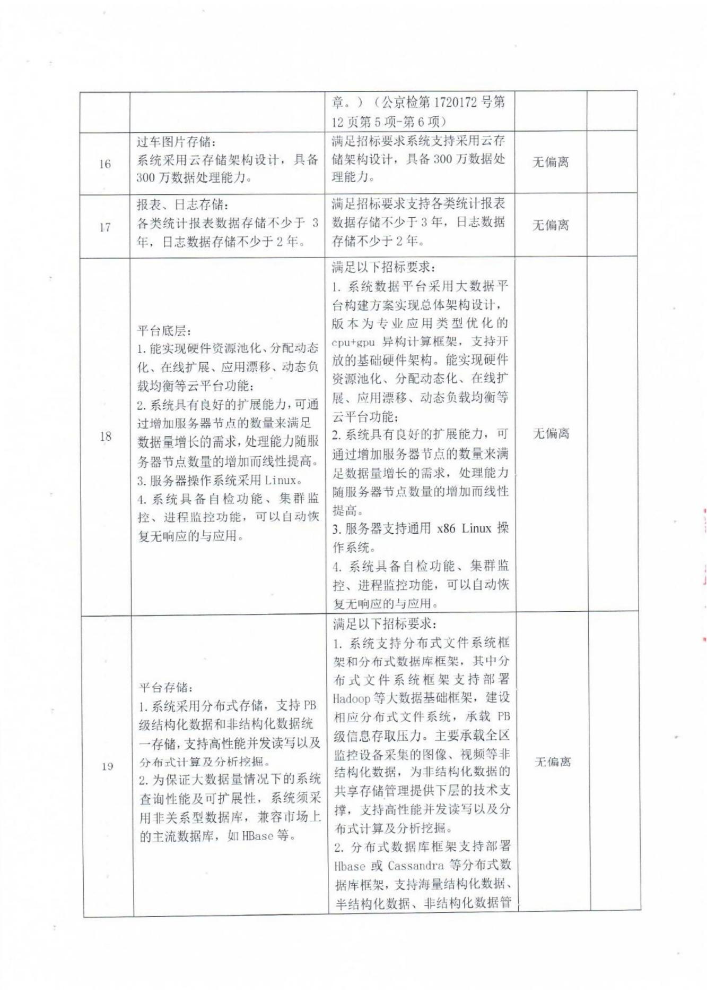 章。）（公京检第 1720172 号第
12 页第 5 项-第 6 项）
16
过车图片存储：
系统采用云存储架构设计，具备
300 万数据处理能力。
满足招标要求系统支持采用云存
储架构设计，具备 300 万数据处
理能力。
无偏离
17
报表、日志存储：
各类统计报表数据存储不少于 3
年，日志数据存储不少于 2 年。
满足招标要求支持各类统计报表
数据存储不少于 3 年，日志数据
存储不少于 2 年。
无偏离
18
平台底层：
1.能实现硬件资源池化、分配动态
化、在线扩展、应用漂移、动态负
载均衡等云平台功能；
2.系统具有良好的扩展能力，可通
过增加服务器节点的数量来满足
数据量增长的需求，处理能力随服
务器节点数量的增加而线性提高。
3.服务器操作系统采用 Linux。
4. 系统具备自检功能、集群监
控、进程监控功能，可以自动恢
复无响应的与应用。
满足以下招标要求：
1. 系统数据平台采用大数据平
台构建方案实现总体架构设计，
版本为专业应用类型优化的
cpu+gpu 异构计算框架，支持开
放的基础硬件架构。能实现硬件
资源池化、分配动态化、在线扩
展、应用漂移、动态负载均衡等
云平台功能；
2. 系统具有良好的扩展能力，可
通过增加服务器节点的数量来满
足数据量增长的需求，处理能力
随服务器节点数量的增加而线性
提高。
3. 服务器支持通用 x86 Linux 操
作系统。
4. 系统具备自检功能、集群监
控、进程监控功能，可以自动恢
复无响应的与应用。
无偏离
19
平台存储：
1.系统采用分布式存储，支持 PB
级结构化数据和非结构化数据统
一存储，支持高性能并发读写以及
分布式计算及分析挖掘。
2. 为保证大数据量情况下的系统
查询性能及可扩展性，系统须采
用非关系型数据库，兼容市场上
的主流数据库，如 HBase 等。
满足以下招标要求：
1. 系统支持分布式文件系统框
架和分布式数据库框架，其中分
布式文件系统框架支持部署
Hadoop 等大数据基础框架，建设
相应分布式文件系统，承载 PB
级信息存取压力。主要承载全区
监控设备采集的图像、视频等非
结构化数据，为非结构化数据的
共享存储管理提供下层的技术支
撑，支持高性能并发读写以及分
布式计算及分析挖掘。
2. 分布式数据库框架支持部署
Hbase 或 Cassandra 等分布式数
据库框架，支持海量结构化数据、
半结构化数据、非结构化数据管
无偏离